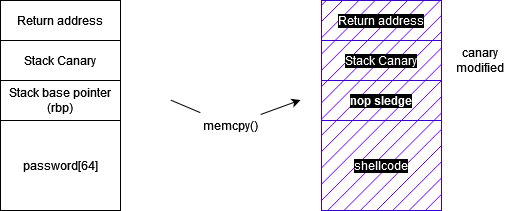 Return address
Stack Canary
Stack base pointer
(rbp)
password[64]
memcpy()
Return address
Stack Canary
nop sledge
shellcode
canary
modified